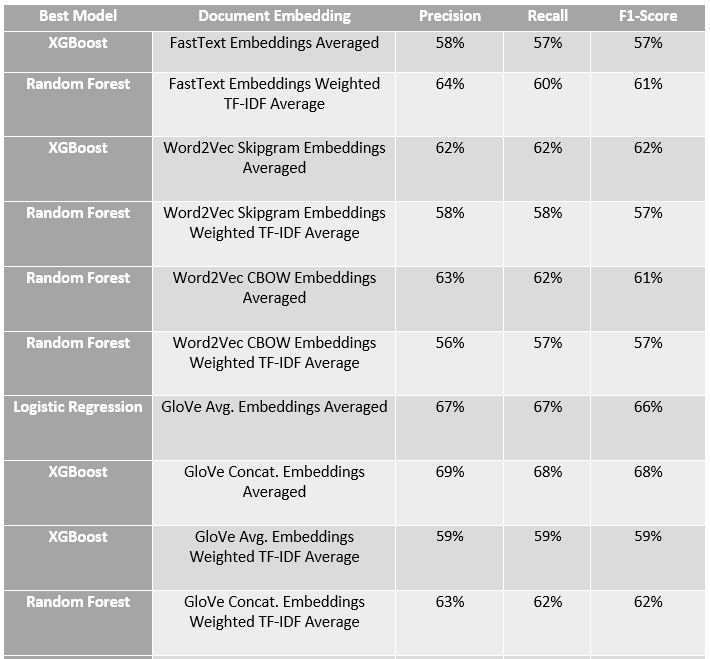 Best Model Document Embedding Precision Recall F1-Score
XGBoost FastText Embeddings Averaged 58% 57% 57%
Random Forest FastText Embeddings Weighted 64% 60% 61%
TF-IDF Average
XGBoost Word2Vec Skipgram Embeddings 62% 62% 62%
Averaged
Random Forest Word2Vec Skipgram Embeddings 58% 58% 57%
Weighted TF-IDF Average
Random Forest Word2Vec CBOW Embeddings 63% 62% 61%
Averaged
Random Forest Word2Vec CBOW Embeddings 56% 57% 57%
Weighted TF-IDF Average
Logistic Regression GloVe Avg. Embeddings Averaged 67% 67% 66%
XGBoost GloVe Concat. Embeddings 69% 68% 68%
Averaged
XGBoost GloVe Avg. Embeddings 59% 59% 59%
Weighted TF-IDF Average
Random Forest GloVe Concat. Embeddings 63% 62% 62%
Weighted TF-IDF Average